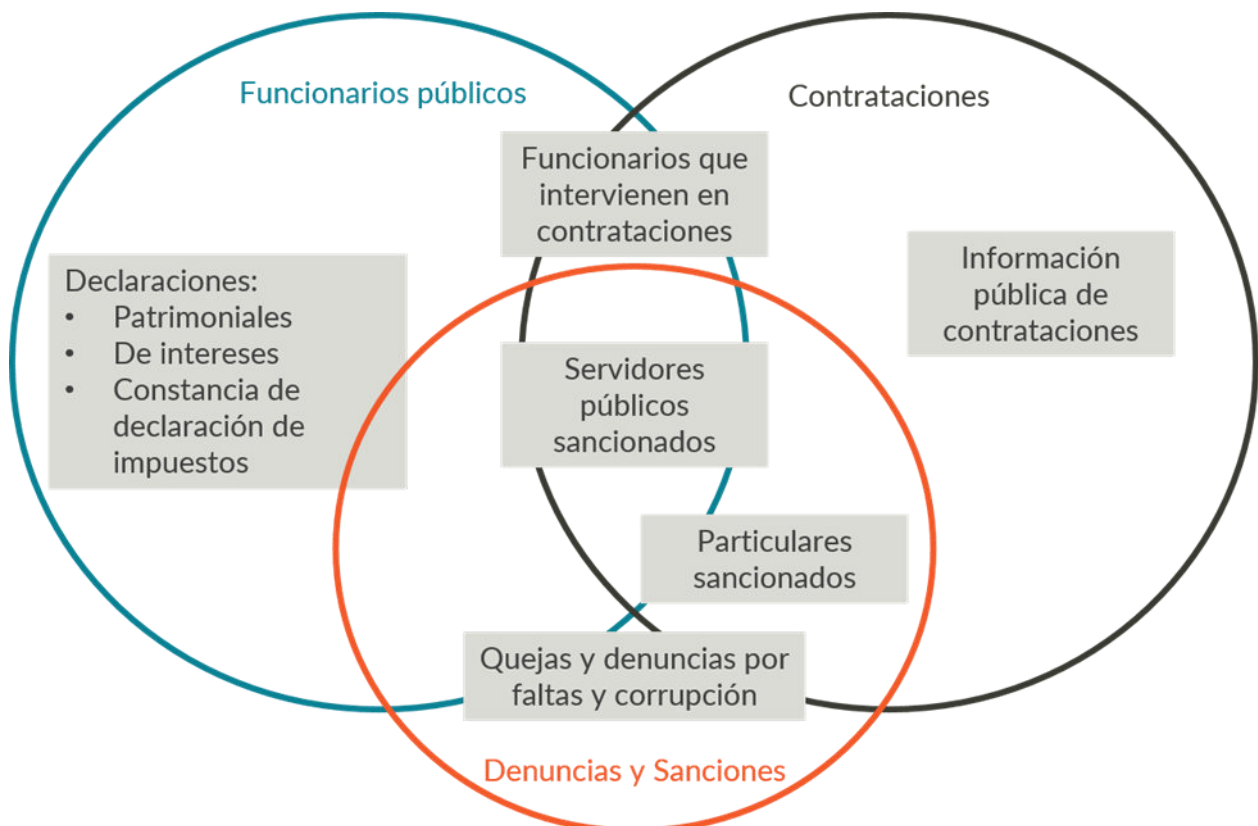 Funcionarios públicos
Contrataciones
Funcionarios que
intervienen en
contrataciones
Declaraciones:
• Patrimoniales
• De intereses
• Constancia de
declaración de
impuestos
Información
pública de
contrataciones
Servidores
públicos
sancionados
Particulares
sancionados
Quejas y denuncias por
faltas y corrupción
Denuncias y Sanciones